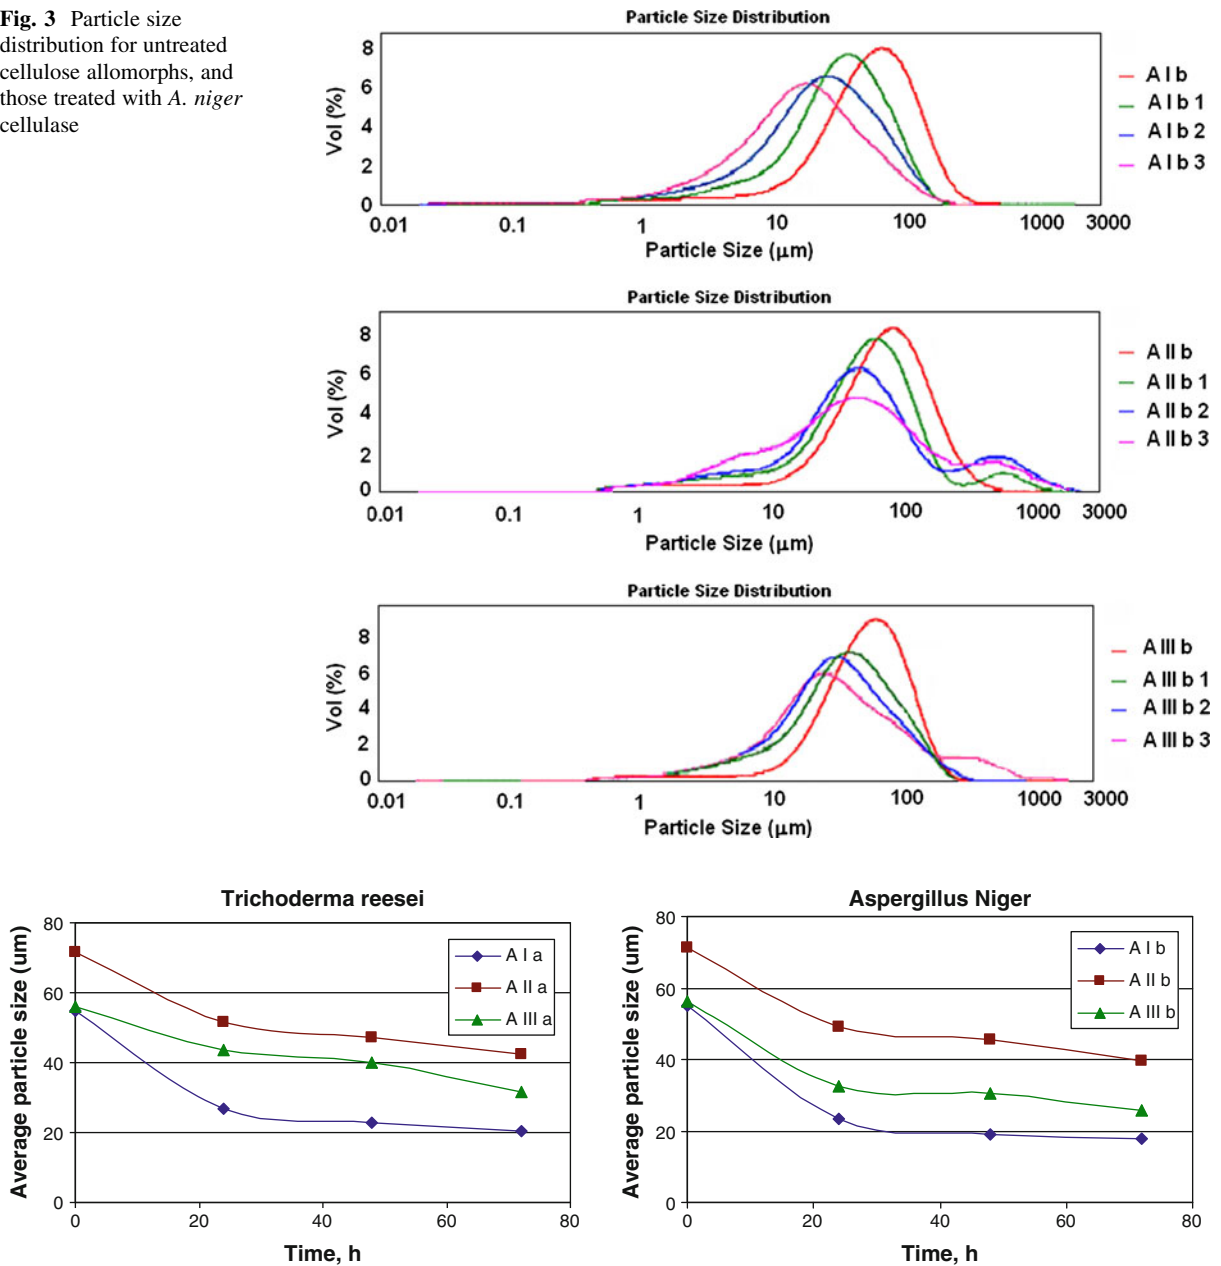 Fig. 3 Particle size
distribution for untreated
cellulose allomorphs, and
those treated with A. niger
cellulase
Particle Size Distribution
Vol (%)
8
6
4
2
0
0.01 0.1 1 10 100 1000 3000
Particle Size (µm)
A I b
A I b 1
A I b 2
A I b 3
Particle Size Distribution
Vol (%)
8
6
4
2
0
0.01 0.1 1 10 100 1000 3000
Particle Size (µm)
A II b
A II b 1
A II b 2
A II b 3
Particle Size Distribution
Vol (%)
8
6
4
2
0
0.01 0.1 1 10 100 1000 3000
Particle Size (µm)
A III b
A III b 1
A III b 2
A III b 3
Trichoderma reesei
Average particle size (um)
80
60
40
20
0
0 20 40 60 80
Time, h
A I a
A II a
A III a
Aspergillus Niger
Average particle size (um)
80
60
40
20
0
0 20 40 60 80
Time, h
A I b
A II b
A III b